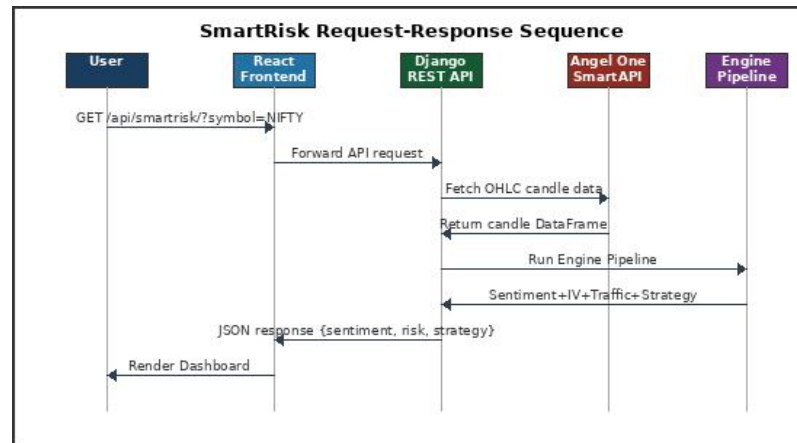 SmartRisk Request-Response Sequence
User
React
Frontend
Django
REST API
Angel One
SmartAPI
Engine
Pipeline
GET /api/smartrisk/?symbol=NIFTY
Forward API request
Fetch OHLC candle data
Return candle DataFrame
Run Engine Pipeline
Sentiment+IV+Traffic+Strategy
JSON response {sentiment, risk, strategy}
Render Dashboard